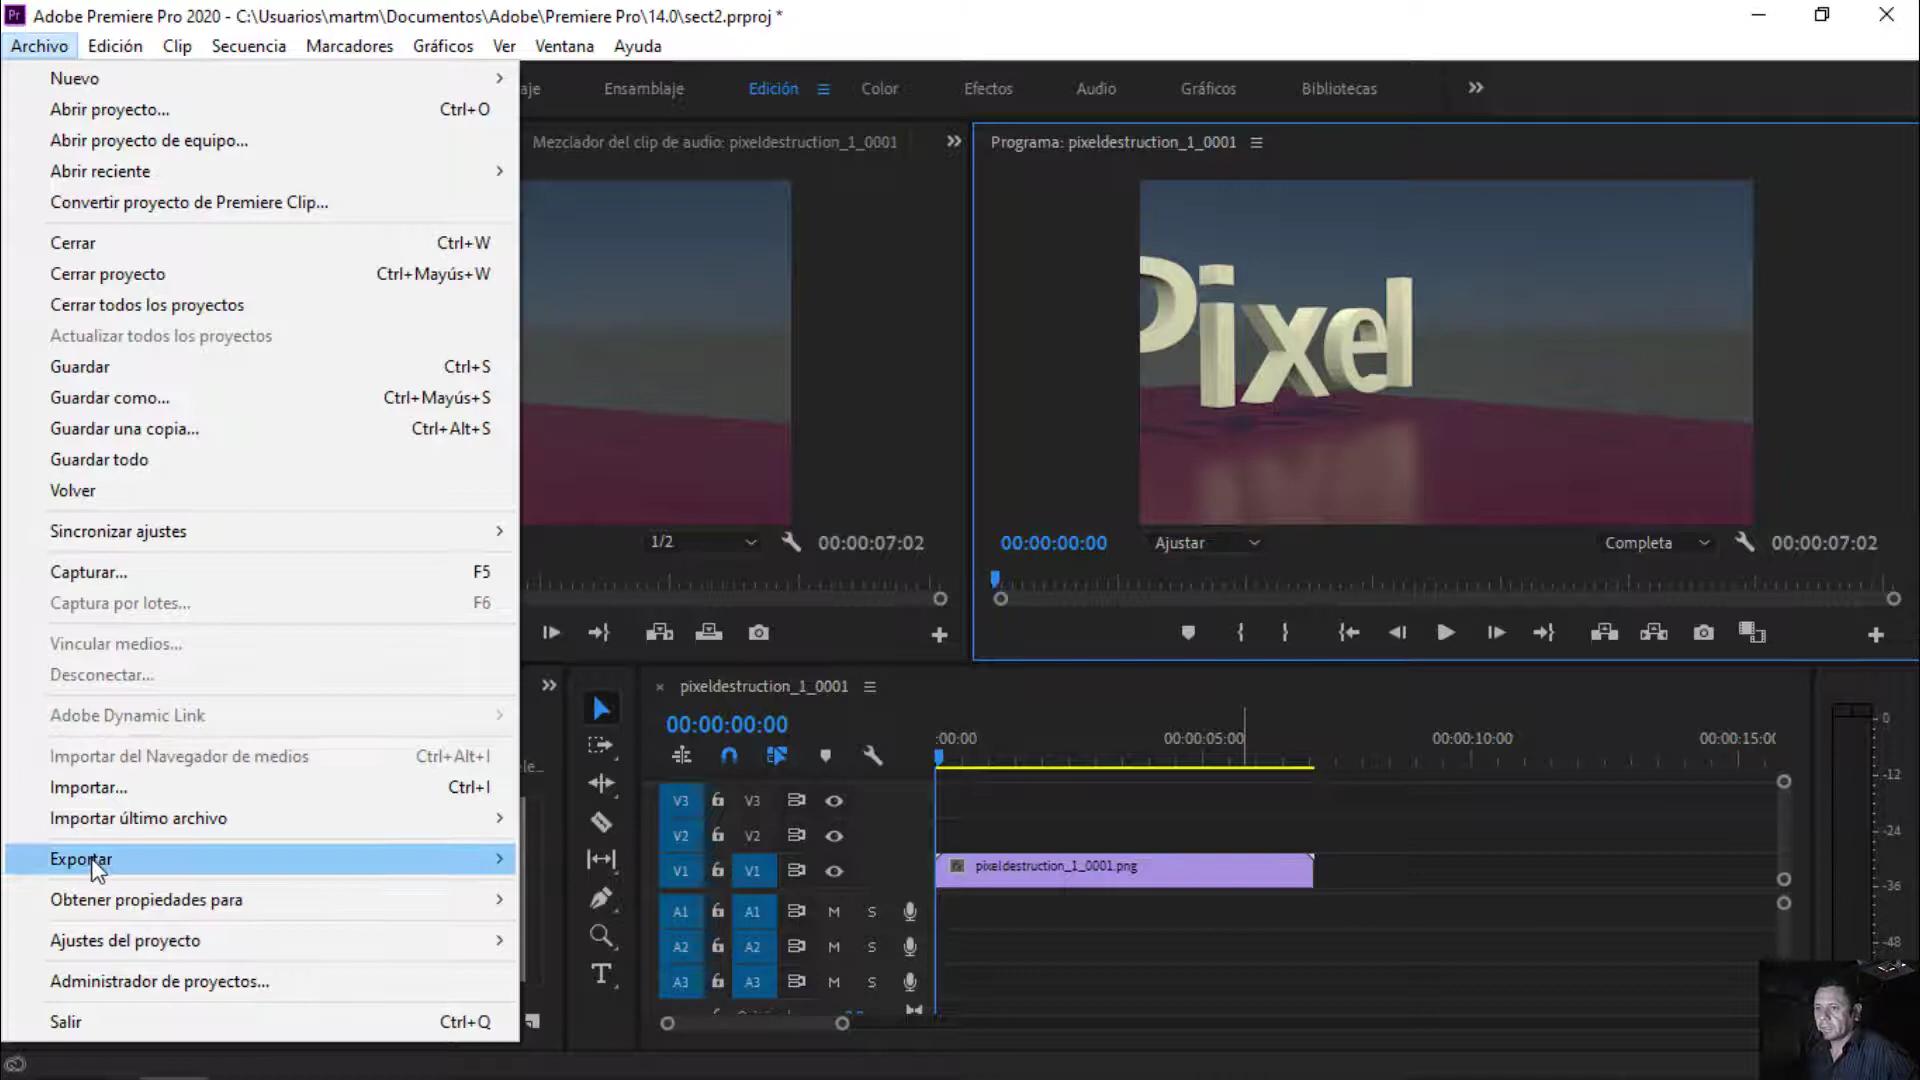 Adobe Premiere Pro 2020 - C:\Usuarios\martm\Documentos\Adobe\Premiere Pro\14.0\sect2.prproj *
Archivo Edición Clip Secuencia Marcadores Gráficos Ver Ventana Ayuda
Nuevo
Abrir proyecto... Ctrl+O
Abrir proyecto de equipo...
Abrir reciente
Convertir proyecto de Premiere Clip...
Cerrar Ctrl+W
Cerrar proyecto Ctrl+Mayús+W
Cerrar todos los proyectos
Actualizar todos los proyectos
Guardar Ctrl+S
Guardar como... Ctrl+Mayús+S
Guardar una copia... Ctrl+Alt+S
Guardar todo
Volver
Sincronizar ajustes
Capturar... F5
Captura por lotes... F6
Vincular medios...
Desconectar...
Adobe Dynamic Link
Importar del Navegador de medios Ctrl+Alt+I
Importar... Ctrl+I
Importar último archivo
Exportar
Obtener propiedades para
Ajustes del proyecto
Administrador de proyectos...
Salir Ctrl+Q
aje Ensamblaje Edición Color Efectos Audio Gráficos Bibliotecas
Mezclador del clip de audio: pixeldestruction_1_0001
Programa: pixeldestruction_1_0001
Pixel
1/2 00:00:07:02
00:00:00:00 Ajustar Completa 00:00:07:02
pixeldestruction_1_0001
00:00:00:00
:00:00 00:00:05:00 00:00:10:00 00:00:15:0
V3 V3
V2 V2
V1 V1 pixeldestruction_1_0001.png
A1 A1 M S
A2 A2 M S
A3 A3 M S
0
-12
-24
-36
-48